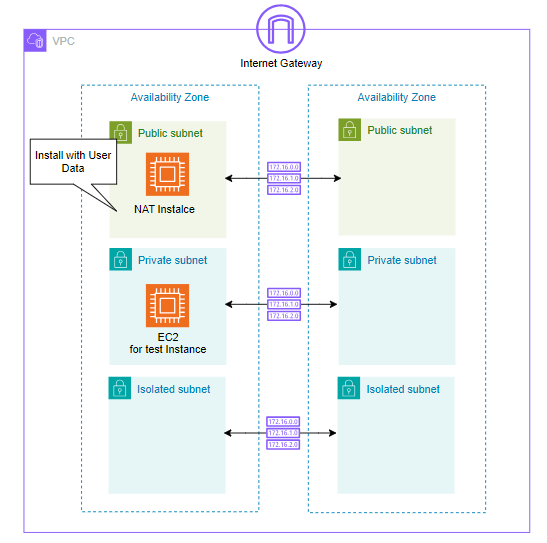 VPC
Internet Gateway
Availability Zone
Availability Zone
Public subnet
Public subnet
Install with User
Data
NAT Instalce
172.16.0.0
172.16.1.0
172.16.2.0
Private subnet
Private subnet
EC2
for test Instance
172.16.0.0
172.16.1.0
172.16.2.0
Isolated subnet
Isolated subnet
172.16.0.0
172.16.1.0
172.16.2.0